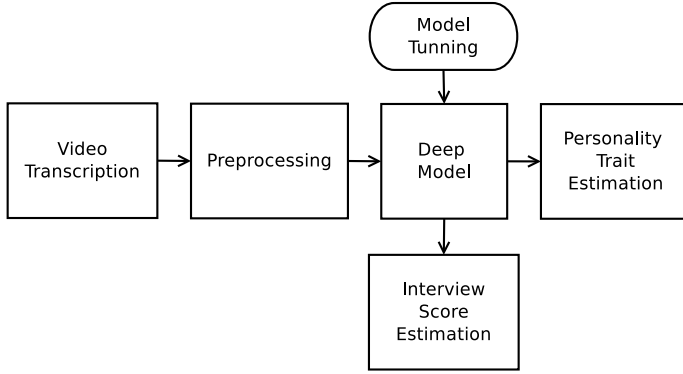 Model
Tunning
Video
Transcription
Preprocessing
Deep
Model
Personality
Trait
Estimation
Interview
Score
Estimation